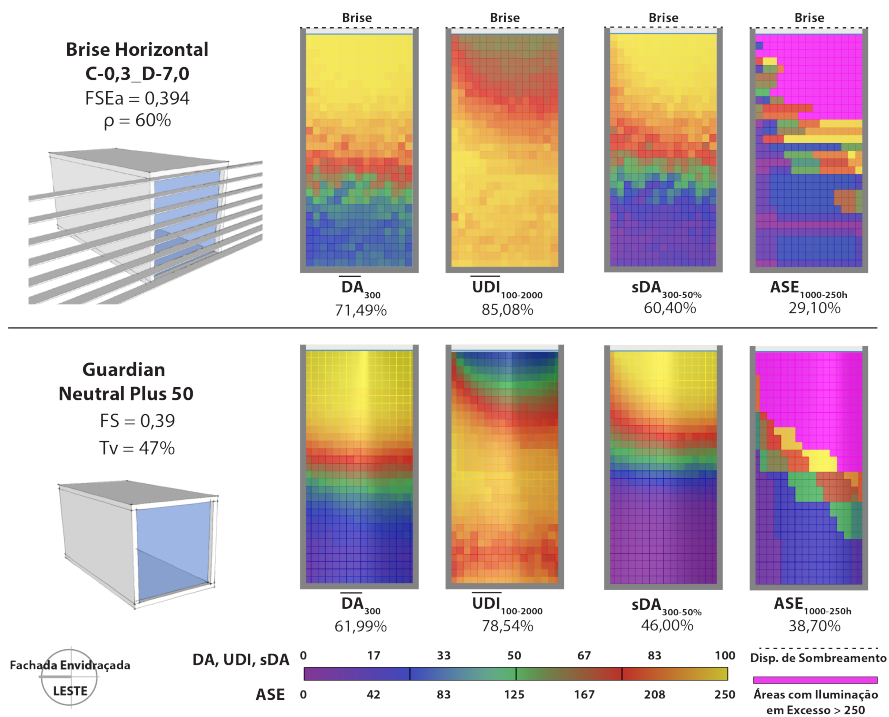 Brise Horizontal
C-0,3_D-7,0
FSEa = 0,394
ρ = 60%
Brise
Brise
Brise
Brise
DA300
71,49%
UDI100-2000
85,08%
sDA300-50%
60,40%
ASE1000-250h
29,10%
Guardian
Neutral Plus 50
FS = 0,39
Tv = 47%
DA300
61,99%
UDI100-2000
78,54%
sDA300-50%
46,00%
ASE1000-250h
38,70%
Fachada Envidraçada
LESTE
DA, UDI, sDA
0 17 33 50 67 83 100
ASE
0 42 83 125 167 208 250
Disp. de Sombreamento
Áreas com Iluminação
em Excesso > 250